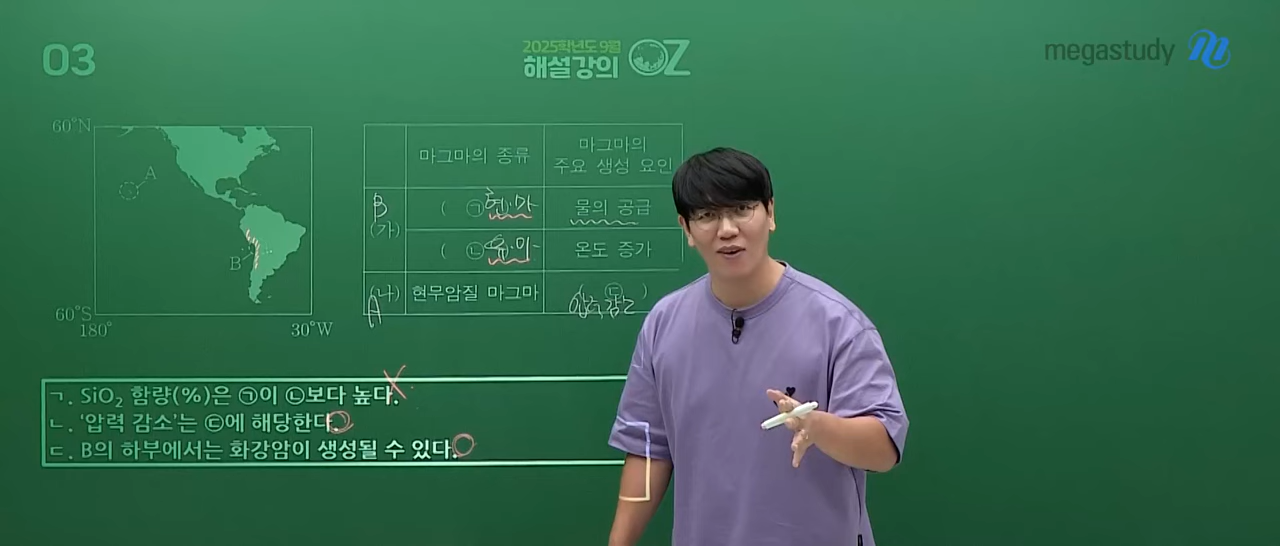 03
2025학년도 9월
해설강의 OZ
megastudy
60°N
A
B
60°S
180°
30°W
마그마의 종류
마그마의
주요 생성 요인
B
(가)
( ㉠ 현.마
물의 공급
( ㉡ 유.마
온도 증가
(나)
A
현무암질 마그마
( ㉢ )
압력 감소
ㄱ. SiO₂ 함량(%)은 ㉠이 ㉡보다 높다. X
ㄴ. ‘압력 감소’는 ㉢에 해당한다. O
ㄷ. B의 하부에서는 화강암이 생성될 수 있다. O